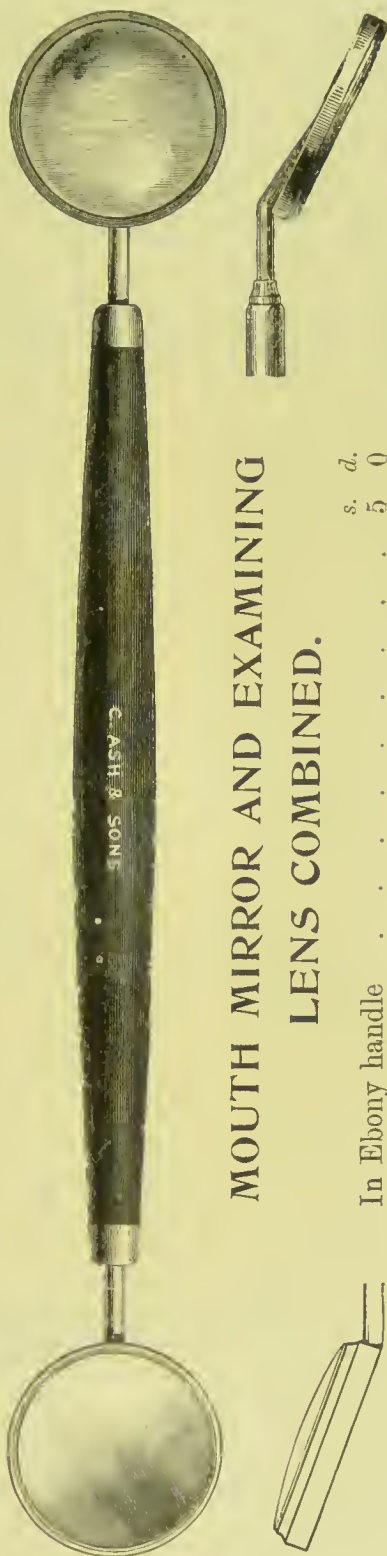 C. ASH & SONS
MOUTH MIRROR AND EXAMINING
LENS COMBINED.
s. d.
In Ebony handle . . . . . . . . . . 5 0